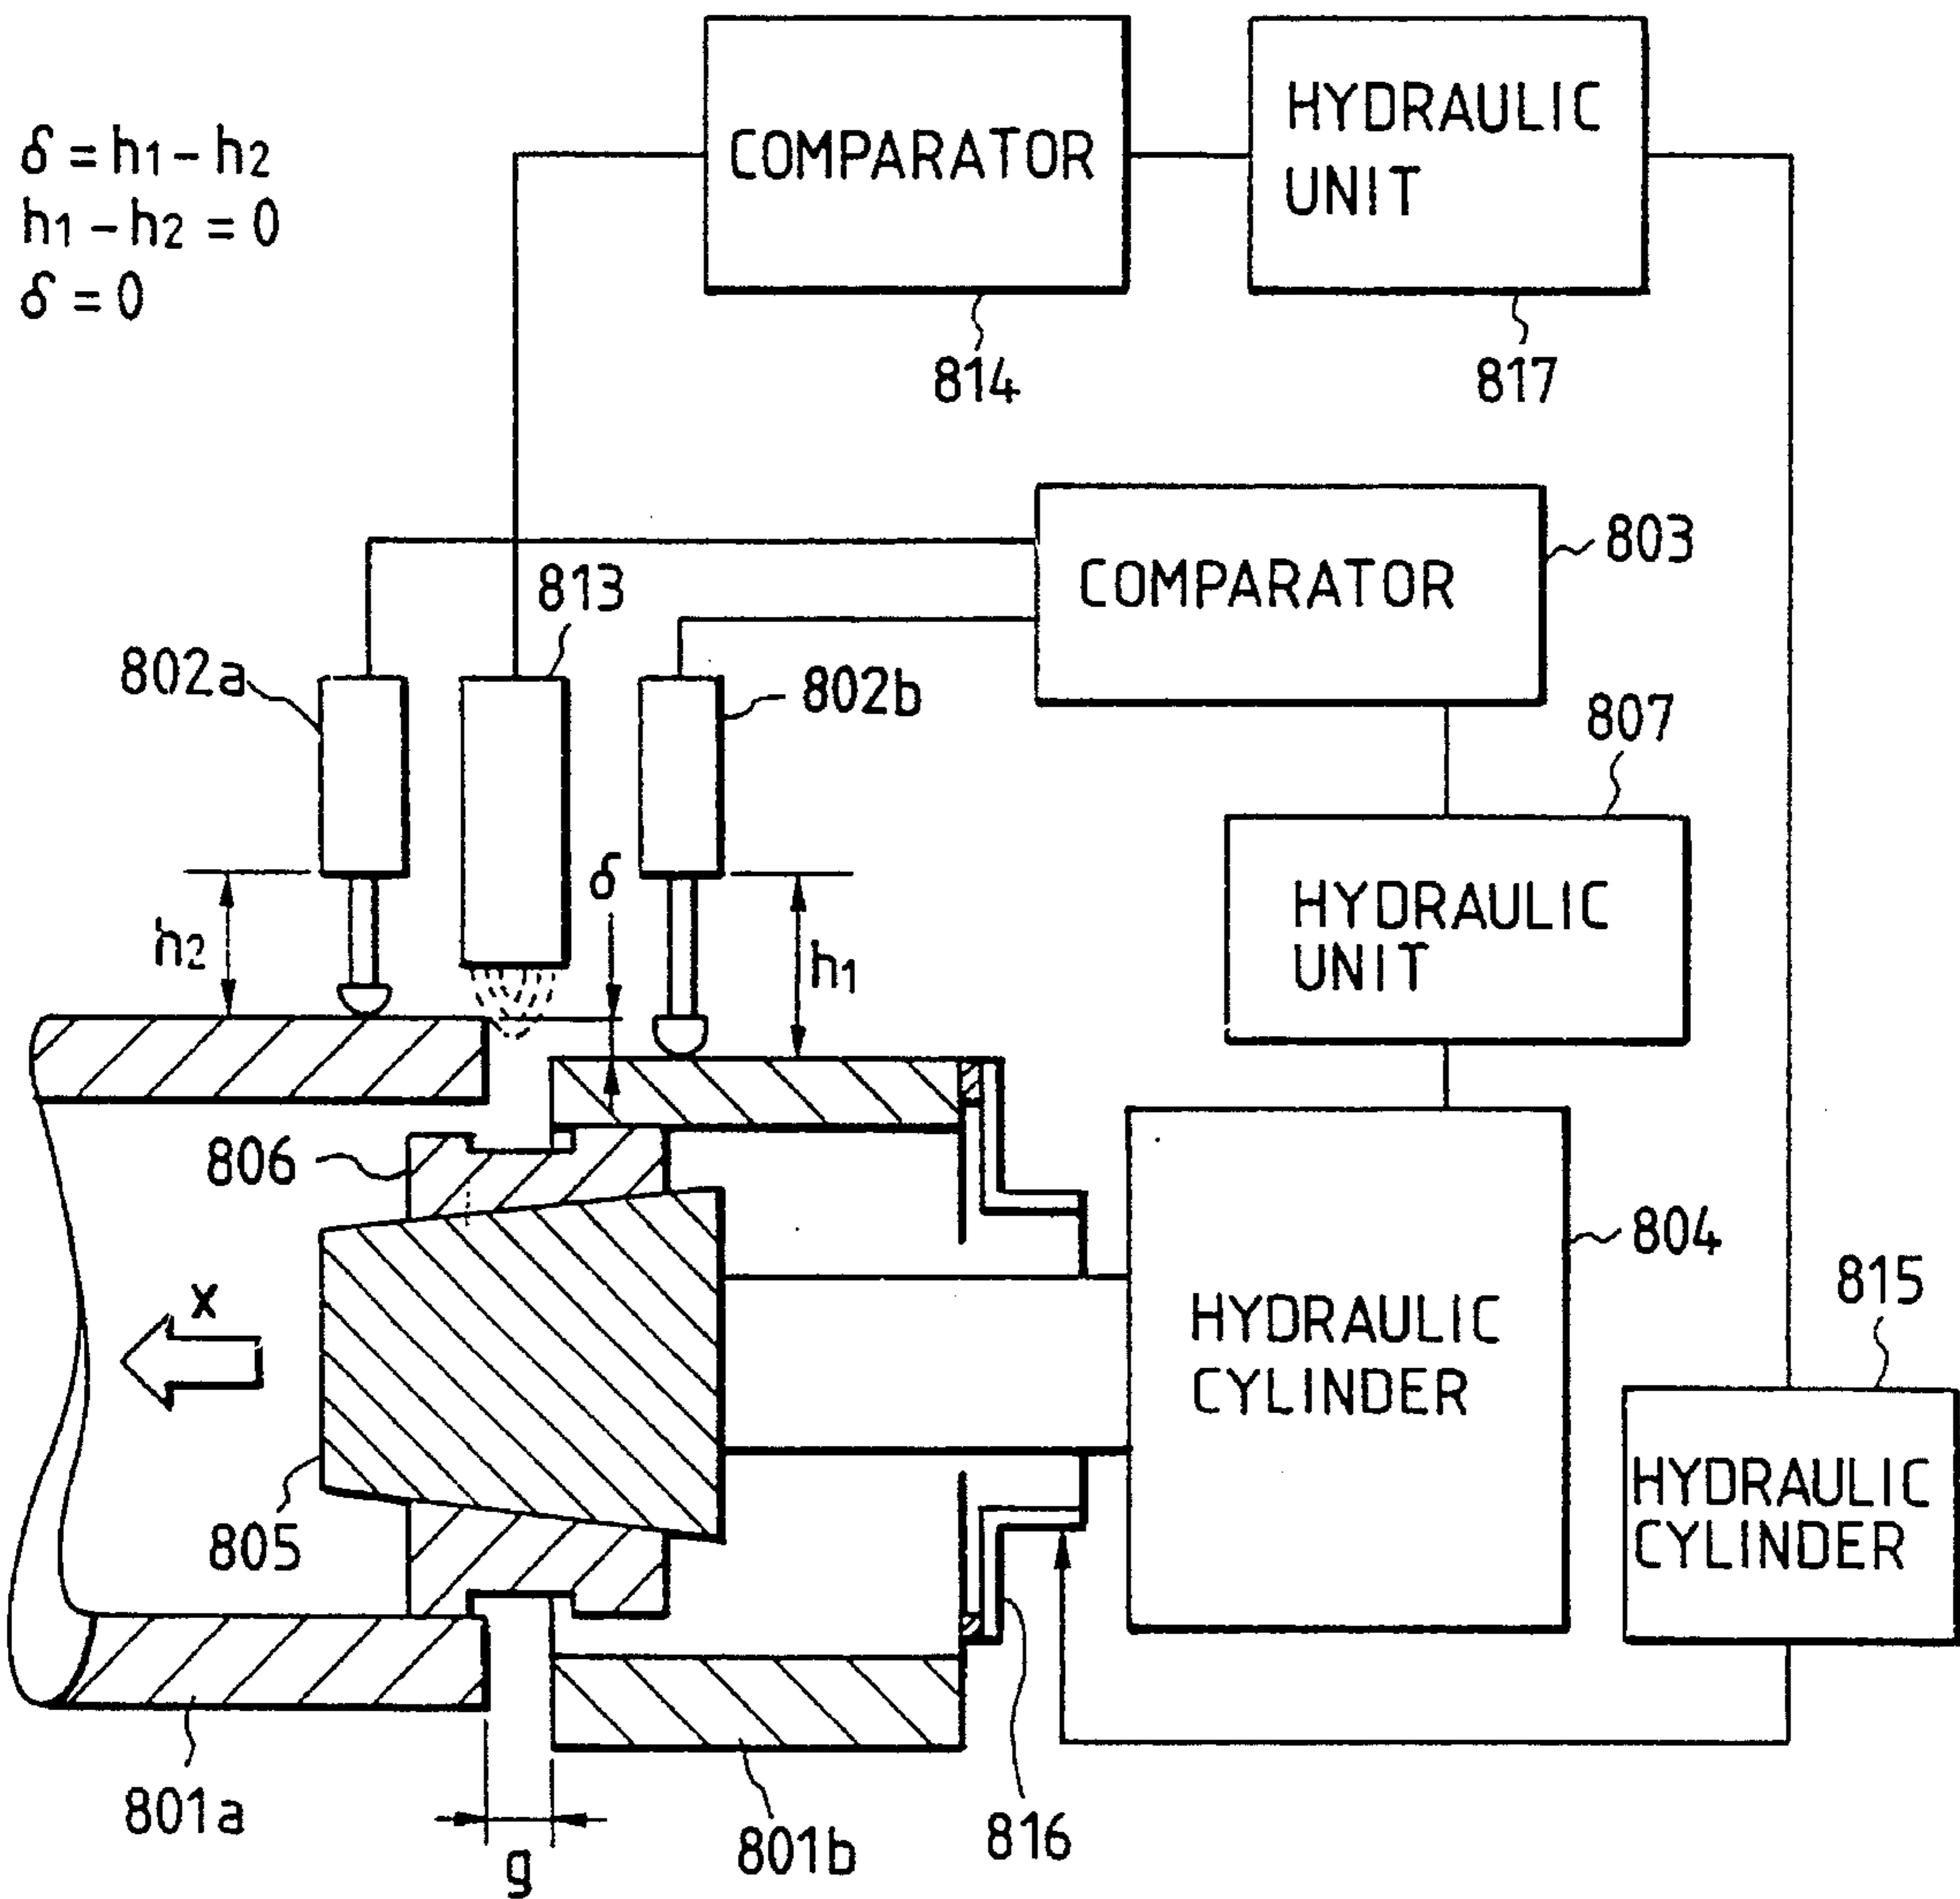 δ = h1 – h2
h1 – h2 = 0
δ = 0
COMPARATOR
HYDRAULIC
UNIT
814
817
COMPARATOR
803
813
802a
802b
807
HYDRAULIC
UNIT
δ
h2
h1
806
804
815
x
HYDRAULIC
CYLINDER
HYDRAULIC
CYLINDER
805
801a
g
801b
816